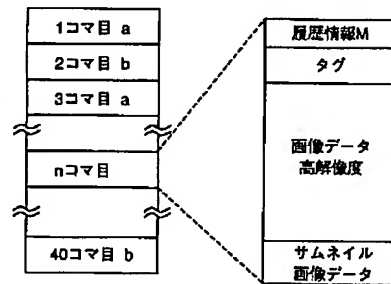 1コマ目 a
2コマ目 b
3コマ目 a
nコマ目
40コマ目 b
履歴情報M
タグ
画像データ
高解像度
サムネイル
画像データ